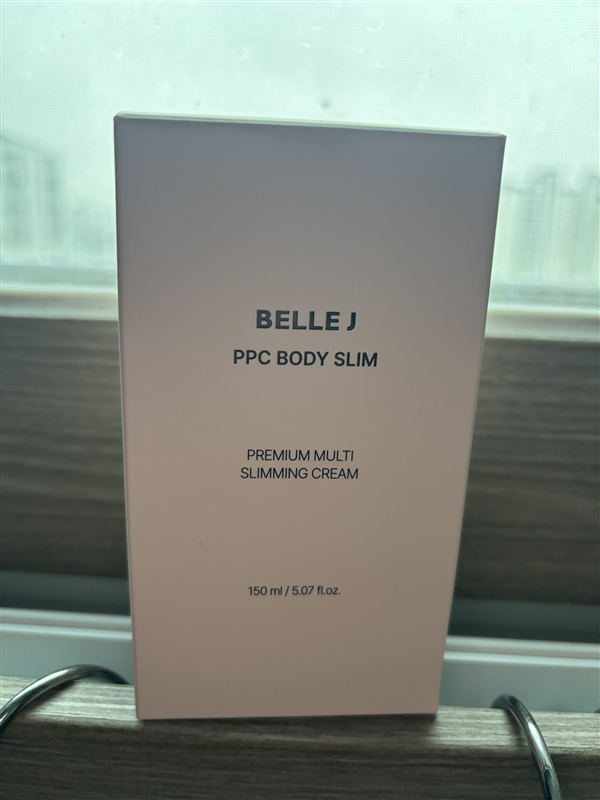 BELLE J
PPC BODY SLIM
PREMIUM MULTI
SLIMMING CREAM
150 ml / 5.07 fl.oz.